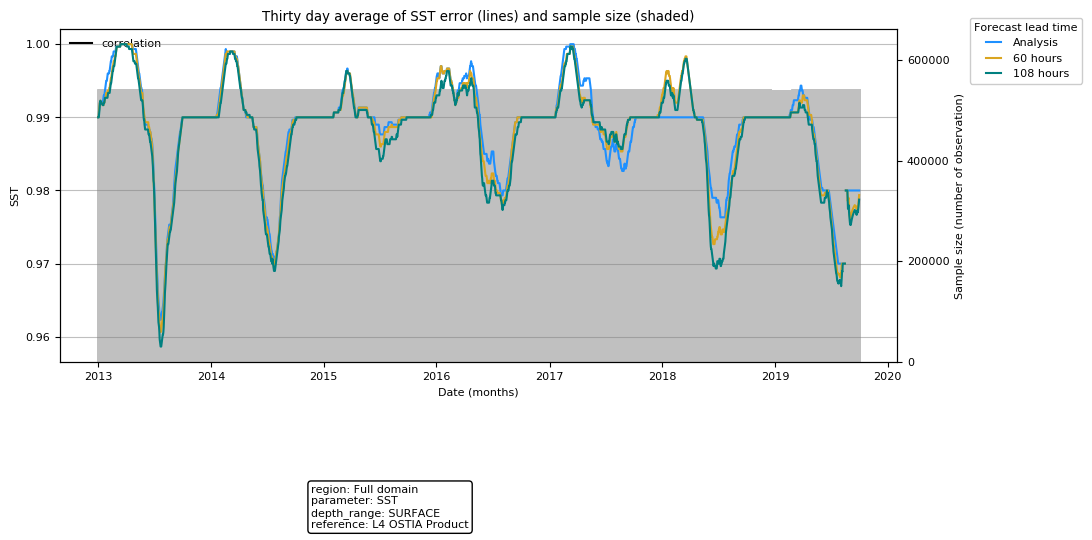 Thirty day average of SST error (lines) and sample size (shaded)
Forecast lead time
Analysis
60 hours
108 hours
correlation
1.00
0.99
0.98
0.97
0.96
SST
600000
400000
200000
0
Sample size (number of observation)
2013 2014 2015 2016 2017 2018 2019 2020
Date (months)
region: Full domain
parameter: SST
depth_range: SURFACE
reference: L4 OSTIA Product